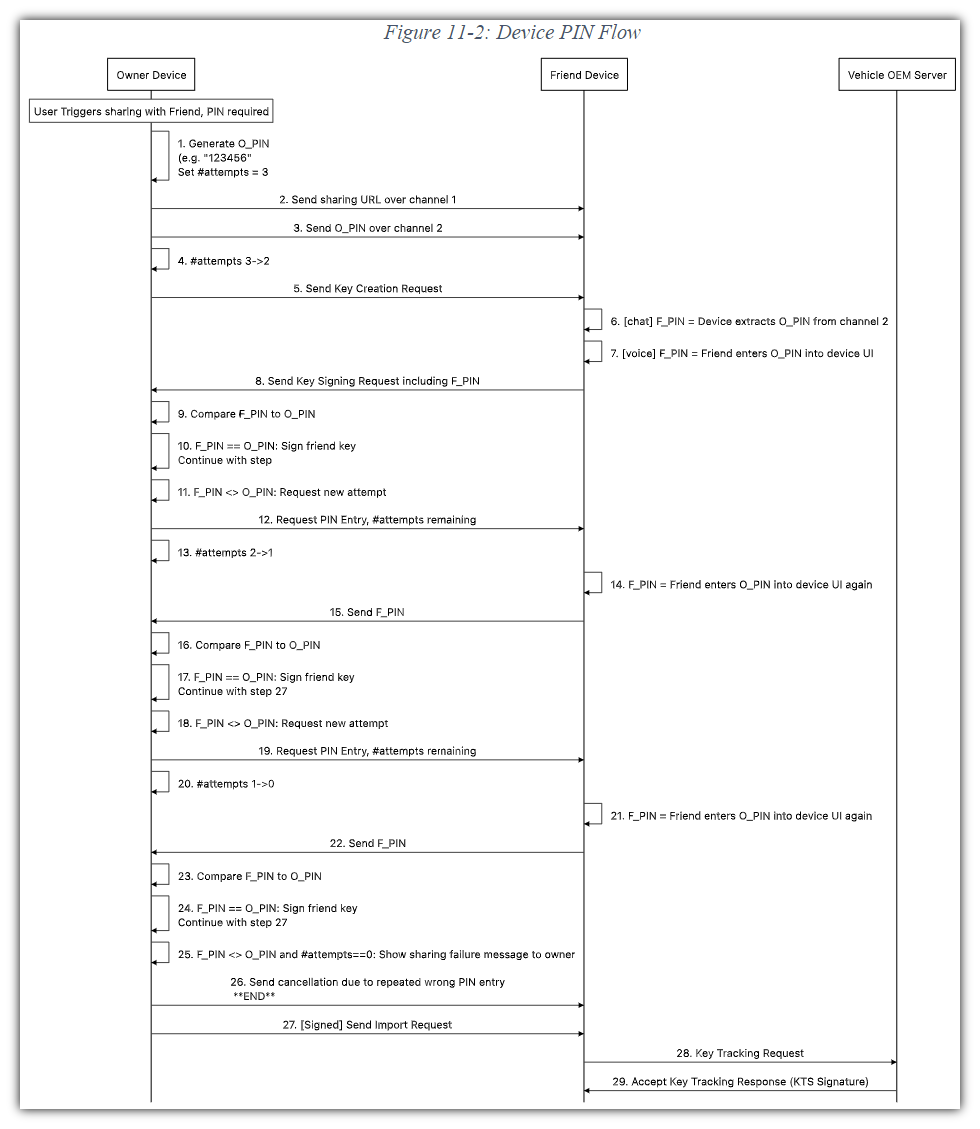 Figure 11-2: Device PIN Flow
Owner Device
Friend Device
Vehicle OEM Server
User Triggers sharing with Friend, PIN required
1. Generate O_PIN
(e.g. "123456"
Set #attempts = 3
2. Send sharing URL over channel 1
3. Send O_PIN over channel 2
4. #attempts 3->2
5. Send Key Creation Request
6. [chat] F_PIN = Device extracts O_PIN from channel 2
7. [voice] F_PIN = Friend enters O_PIN into device UI
8. Send Key Signing Request including F_PIN
9. Compare F_PIN to O_PIN
10. F_PIN == O_PIN: Sign friend key
Continue with step
11. F_PIN <> O_PIN: Request new attempt
12. Request PIN Entry, #attempts remaining
13. #attempts 2->1
14. F_PIN = Friend enters O_PIN into device UI again
15. Send F_PIN
16. Compare F_PIN to O_PIN
17. F_PIN == O_PIN: Sign friend key
Continue with step 27
18. F_PIN <> O_PIN: Request new attempt
19. Request PIN Entry, #attempts remaining
20. #attempts 1->0
21. F_PIN = Friend enters O_PIN into device UI again
22. Send F_PIN
23. Compare F_PIN to O_PIN
24. F_PIN == O_PIN: Sign friend key
Continue with step 27
25. F_PIN <> O_PIN and #attempts==0: Show sharing failure message to owner
26. Send cancellation due to repeated wrong PIN entry
**END**
27. [Signed] Send Import Request
28. Key Tracking Request
29. Accept Key Tracking Response (KTS Signature)